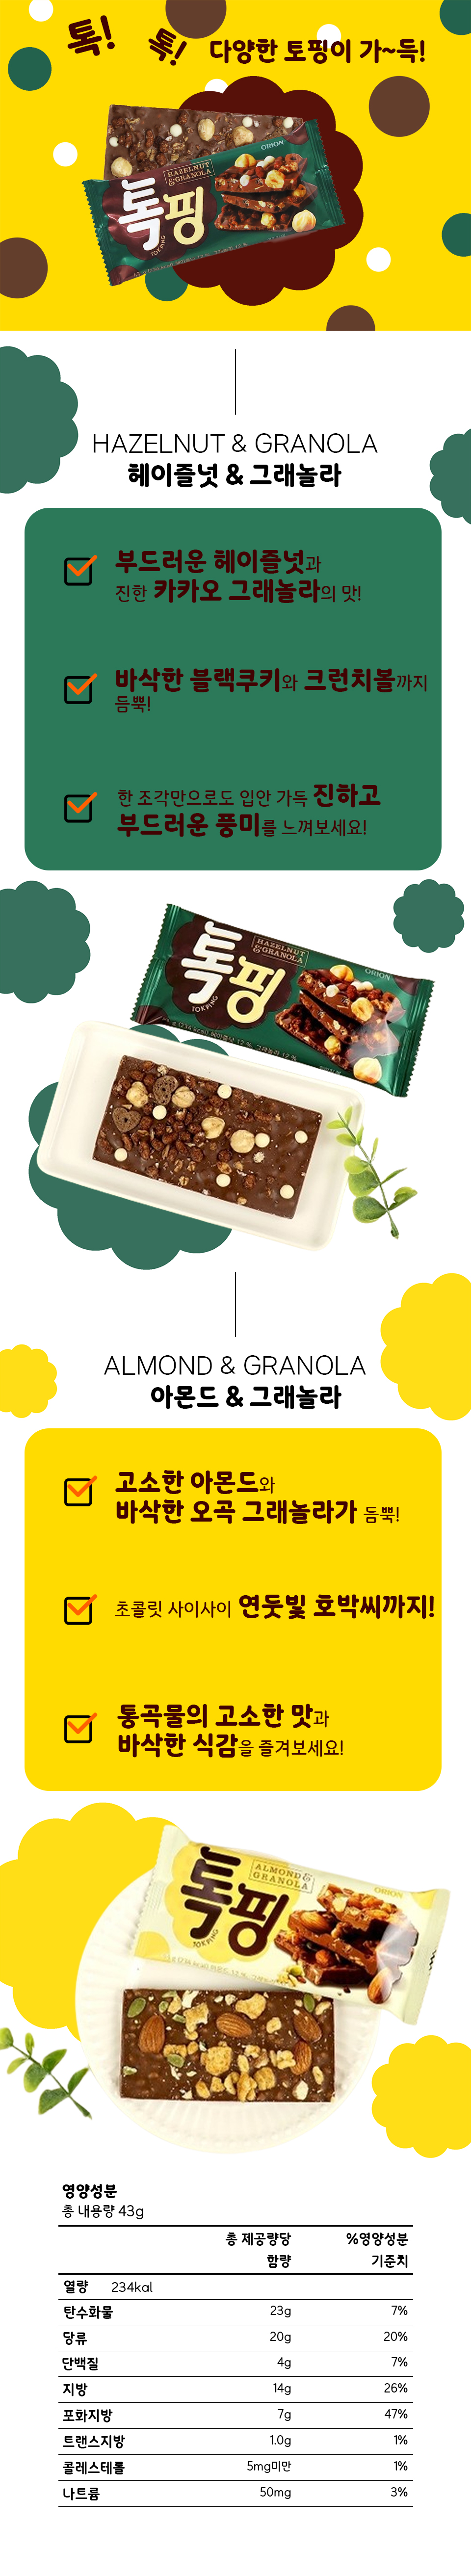 톡!
톡!
다양한 토핑이 가~득!
ORION
HAZELNUT
& GRANOLA
톡핑
TOKPING
HAZELNUT & GRANOLA
헤이즐넛 & 그래놀라
부드러운 헤이즐넛과
진한 카카오 그래놀라의 맛!
바삭한 블랙쿠키와 크런치볼까지
듬뿍!
한 조각만으로도 입안 가득 진하고
부드러운 풍미를 느껴보세요!
HAZELNUT
& GRANOLA
ORION
톡핑
TOKPING
ALMOND & GRANOLA
아몬드 & 그래놀라
고소한 아몬드와
바삭한 오곡 그래놀라가 듬뿍!
초콜릿 사이사이 연둣빛 호박씨까지!
통곡물의 고소한 맛과
바삭한 식감을 즐겨보세요!
ALMOND &
GRANOLA
ORION
톡핑
TOKPING
영양성분
총 내용량 43g
총 제공량당 %영양성분
함량 기준치
열량 234kal
탄수화물 23g 7%
당류 20g 20%
단백질 4g 7%
지방 14g 26%
포화지방 7g 47%
트랜스지방 1.0g 1%
콜레스테롤 5mg미만 1%
나트륨 50mg 3%